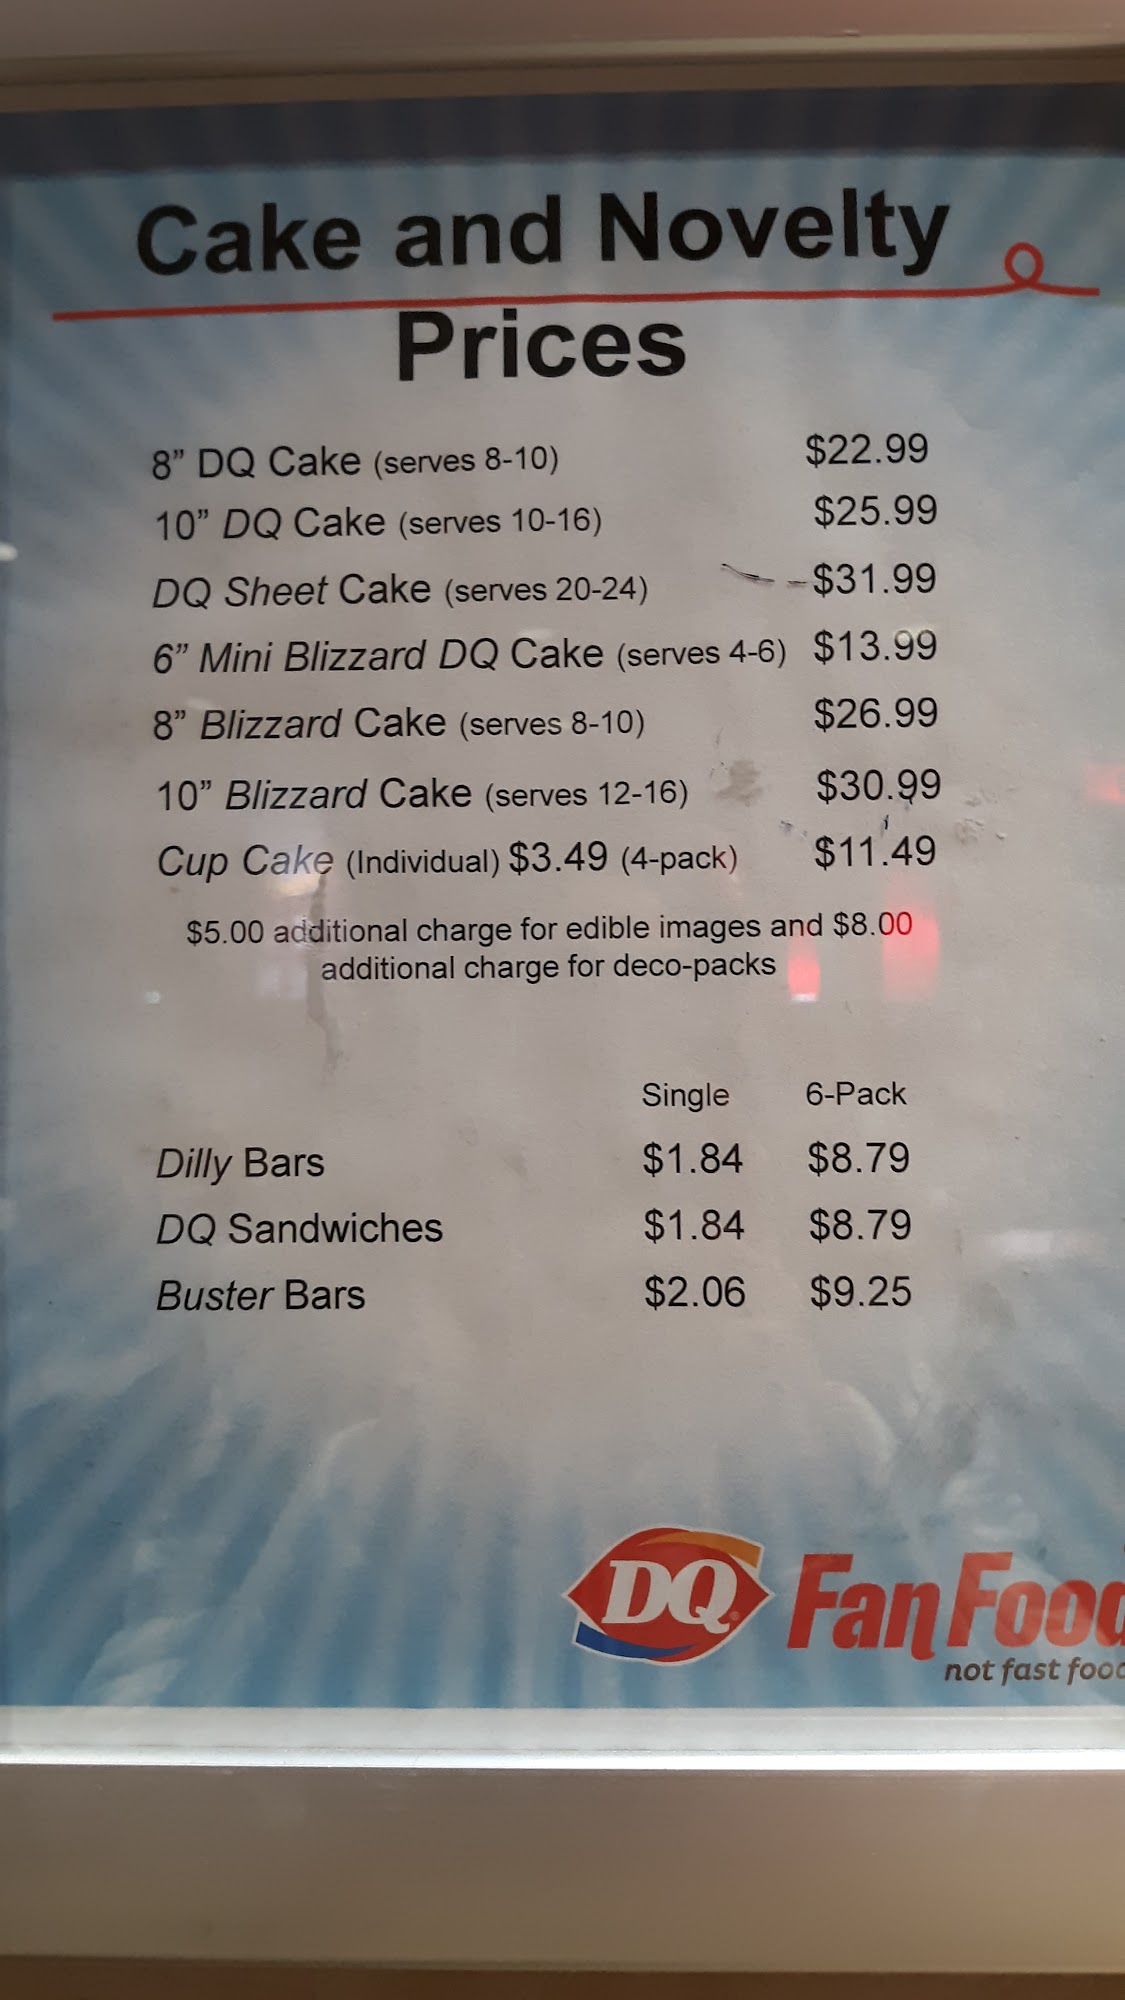 Cake and Novelty
Prices
8” DQ Cake (serves 8-10) $22.99
10” DQ Cake (serves 10-16) $25.99
DQ Sheet Cake (serves 20-24) $31.99
6” Mini Blizzard DQ Cake (serves 4-6) $13.99
8” Blizzard Cake (serves 8-10) $26.99
10” Blizzard Cake (serves 12-16) $30.99
Cup Cake (Individual) $3.49 (4-pack) $11.49
$5.00 additional charge for edible images and $8.00
additional charge for deco-packs
Single 6-Pack
Dilly Bars $1.84 $8.79
DQ Sandwiches $1.84 $8.79
Buster Bars $2.06 $9.25
DQ Fan Food
not fast food